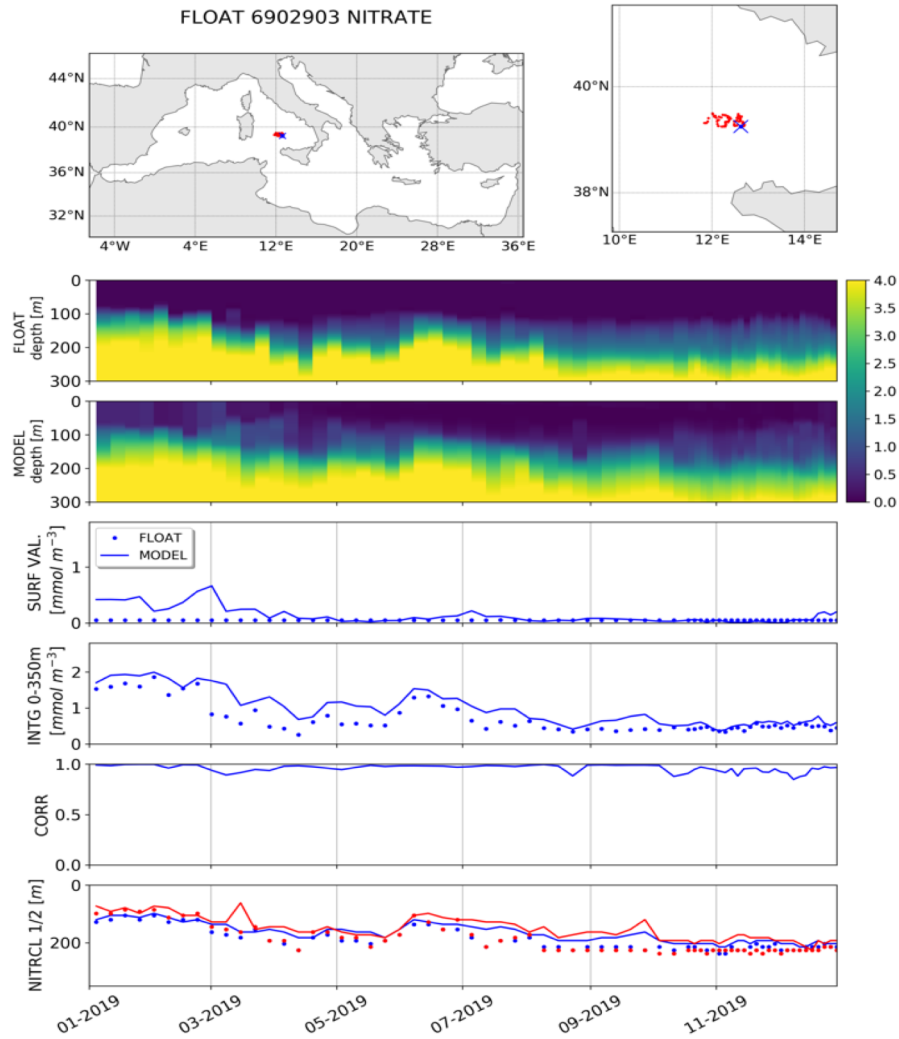 FLOAT 6902903 NITRATE
44°N
40°N
36°N
32°N
4°W 4°E 12°E 20°E 28°E 36°E
40°N
38°N
10°E 12°E 14°E
FLOAT
depth [m]
0
100
200
300
MODEL
depth [m]
0
100
200
300
4.0
3.5
3.0
2.5
2.0
1.5
1.0
0.5
0.0
SURF VAL.
[mmol m⁻³]
1
0
FLOAT
MODEL
INTG 0-350m
[mmol m⁻³]
2
1
0
CORR
1.0
0.5
0.0
NITRCL 1/2 [m]
0
200
01-2019 03-2019 05-2019 07-2019 09-2019 11-2019